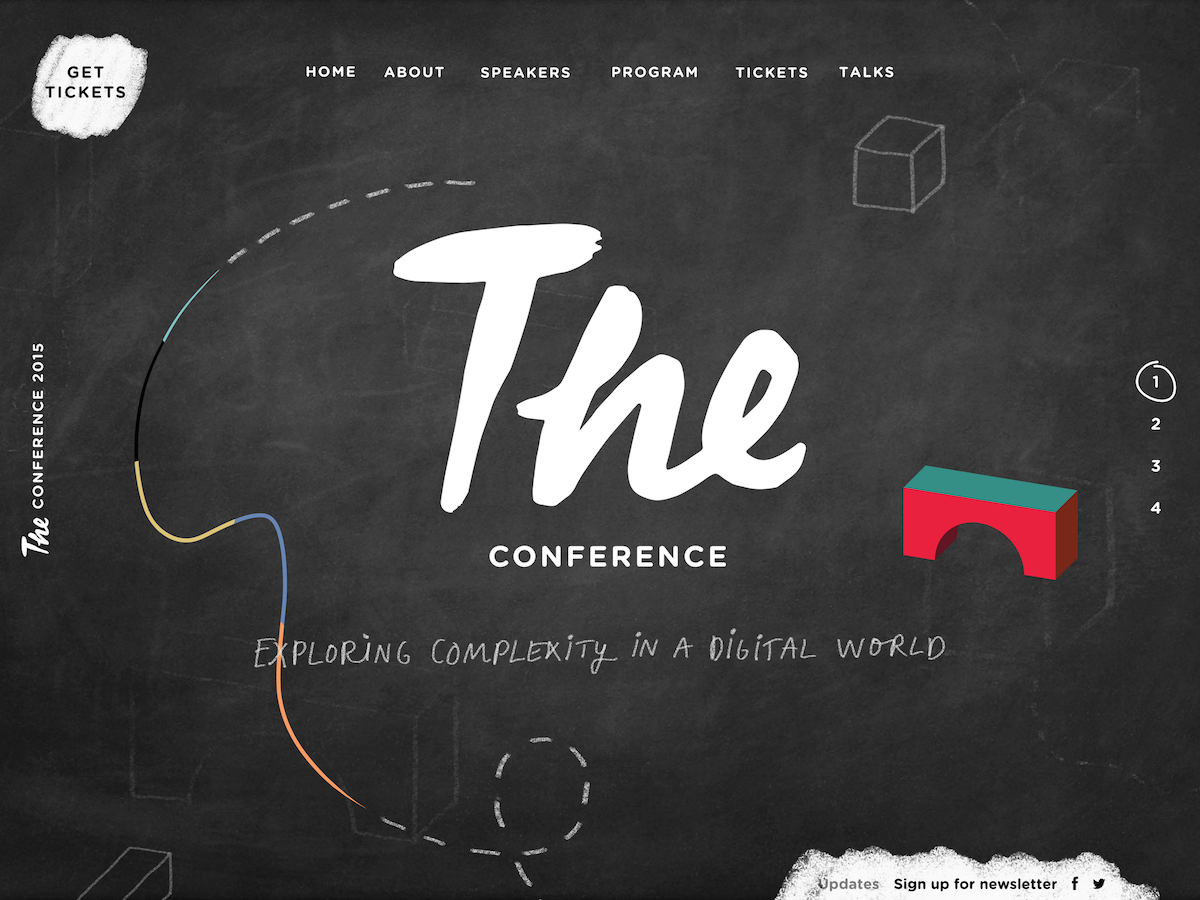 GET
TICKETS
HOME ABOUT SPEAKERS PROGRAM TICKETS TALKS
The CONFERENCE 2015
The
CONFERENCE
EXPLORING COMPLEXITY IN A DIGITAL WORLD
1
2
3
4
Updates Sign up for newsletter f